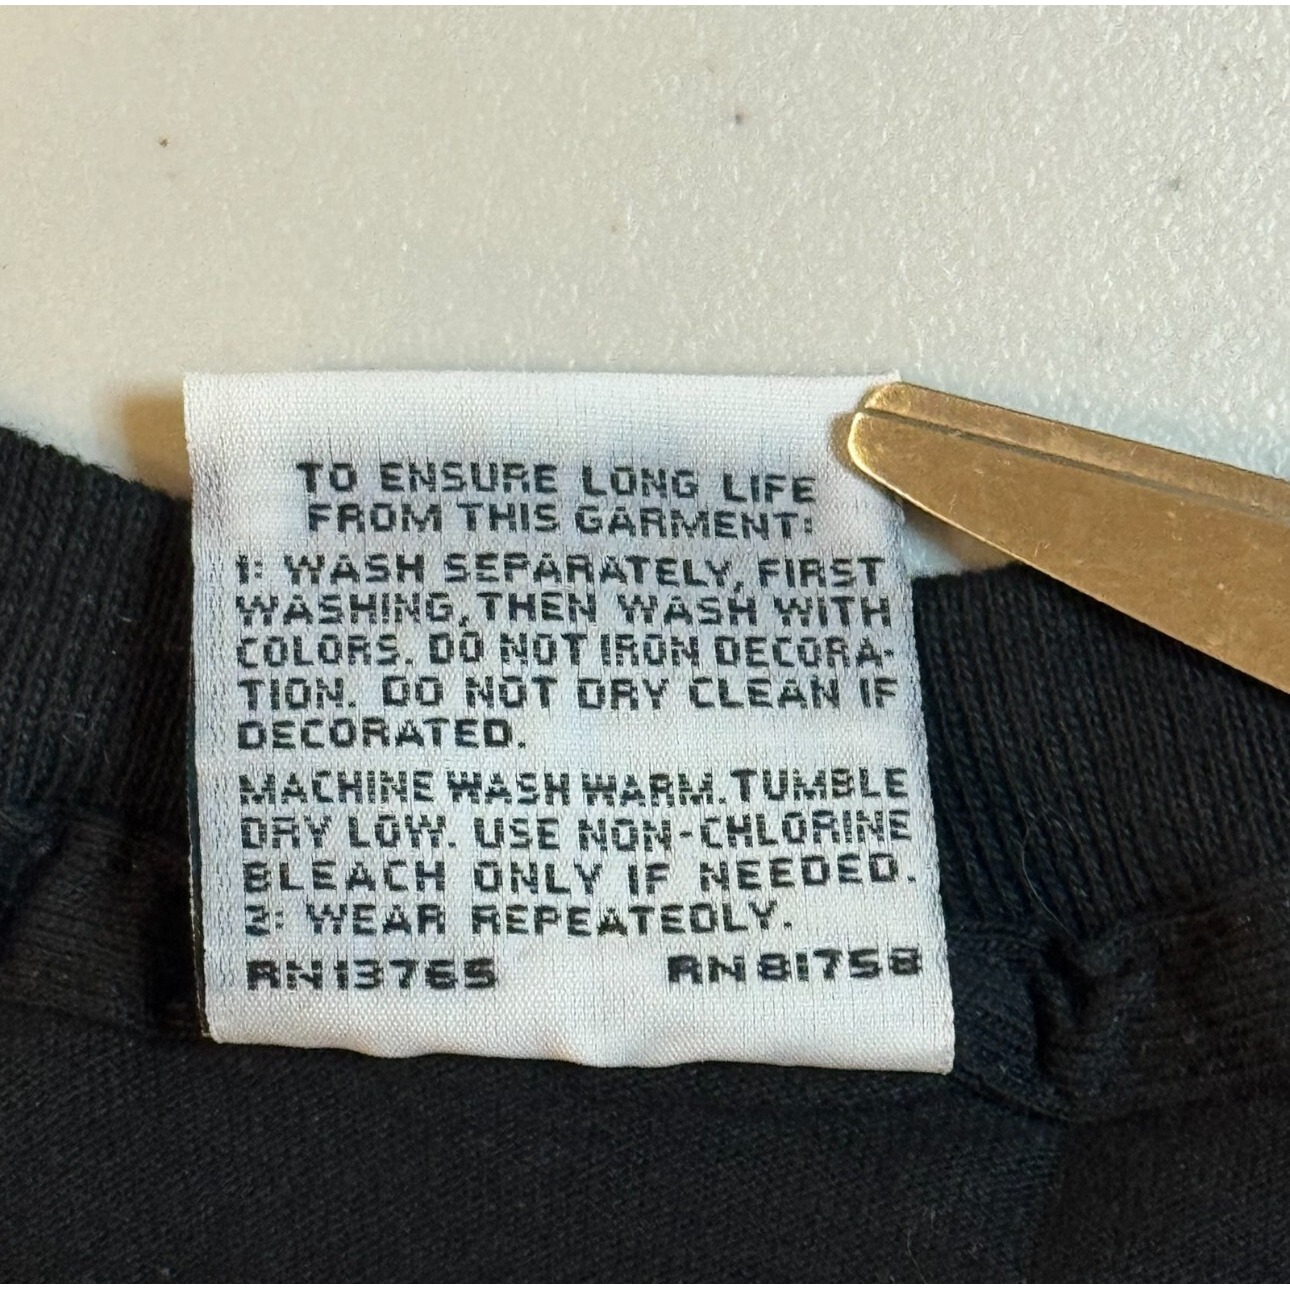 TO ENSURE LONG LIFE
FROM THIS GARMENT:
1: WASH SEPARATELY, FIRST
WASHING, THEN WASH WITH
COLORS. DO NOT IRON DECORA-
TION. DO NOT DRY CLEAN IF
DECORATED.
MACHINE WASH WARM. TUMBLE
DRY LOW. USE NON-CHLORINE
BLEACH ONLY IF NEEDED.
2: WEAR REPEATEDLY.
RN13765 RN81758